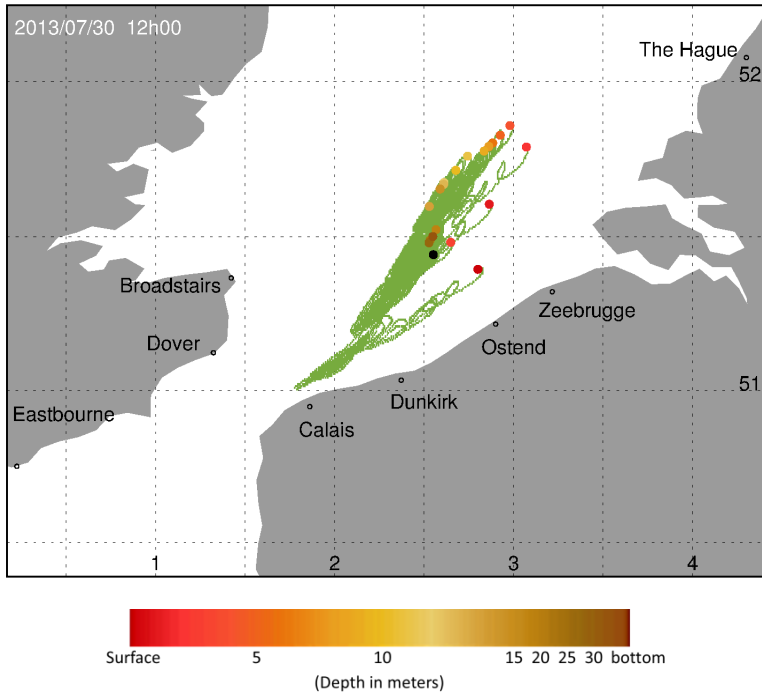 2013/07/30 12h00
The Hague
52
Broadstairs
Zeebrugge
Dover
Ostend
51
Dunkirk
Eastbourne
Calais
1 2 3 4
Surface 5 10 15 20 25 30 bottom
(Depth in meters)